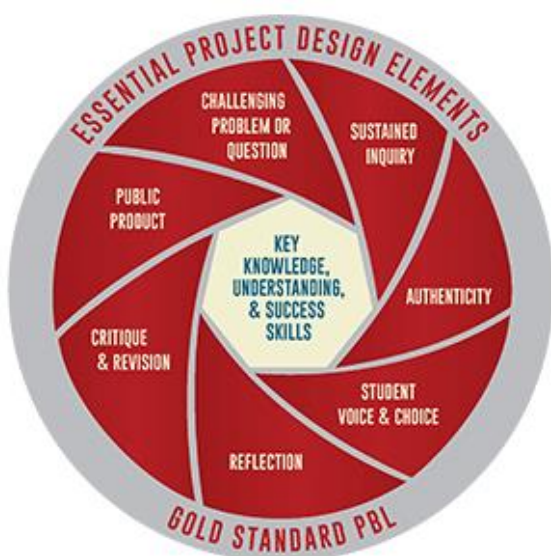 ESSENTIAL PROJECT DESIGN ELEMENTS
CHALLENGING
PROBLEM OR
QUESTION
SUSTAINED
INQUIRY
AUTHENTICITY
STUDENT
VOICE & CHOICE
REFLECTION
CRITIQUE
& REVISION
PUBLIC
PRODUCT
KEY
KNOWLEDGE,
UNDERSTANDING,
& SUCCESS
SKILLS
GOLD STANDARD PBL